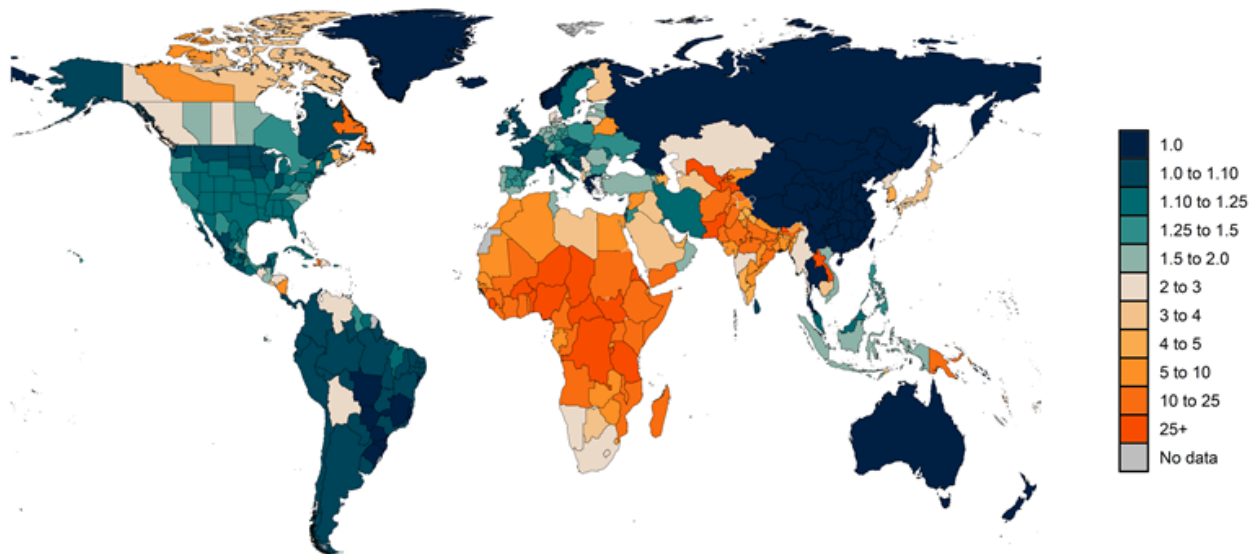 1.0
1.0 to 1.10
1.10 to 1.25
1.25 to 1.5
1.5 to 2.0
2 to 3
3 to 4
4 to 5
5 to 10
10 to 25
25+
No data